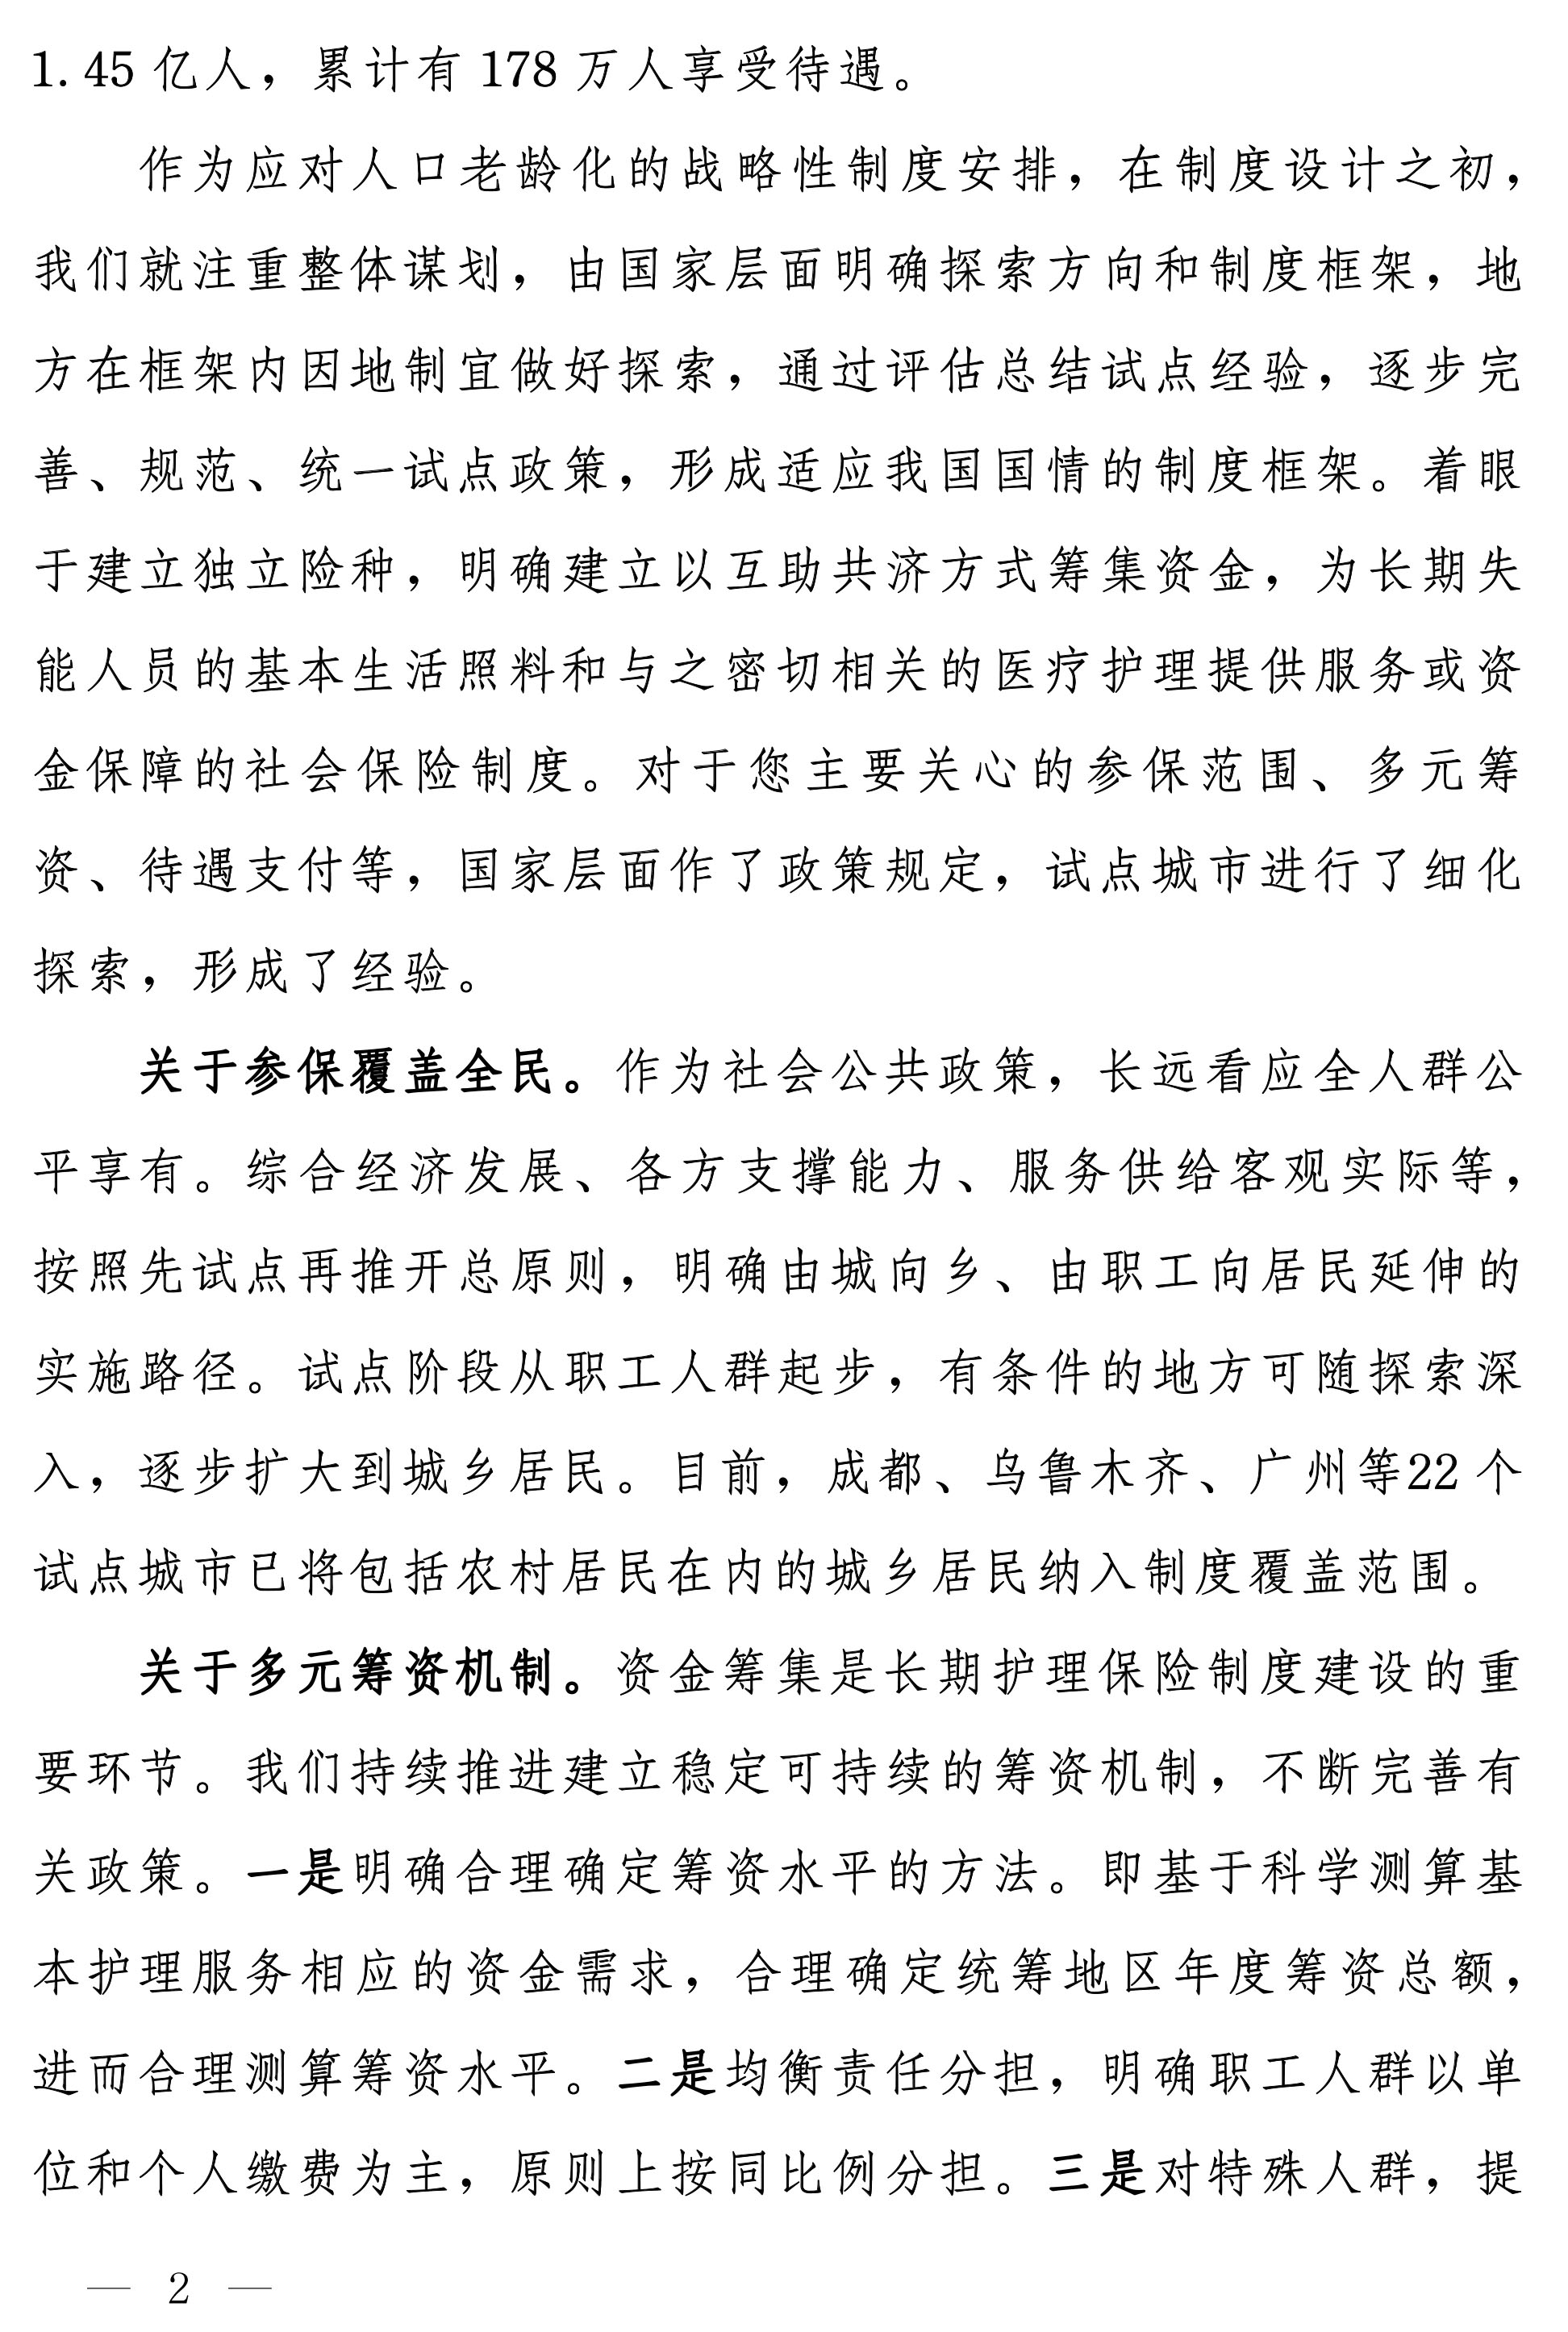 1.45 亿人，累计有 178 万人享受待遇。
作为应对人口老龄化的战略性制度安排，在制度设计之初，
我们就注重整体谋划，由国家层面明确探索方向和制度框架，地
方在框架内因地制宜做好探索，通过评估总结试点经验，逐步完
善、规范、统一试点政策，形成适应我国国情的制度框架。着眼
于建立独立险种，明确建立以互助共济方式筹集资金，为长期失
能人员的基本生活照料和与之密切相关的医疗护理提供服务或资
金保障的社会保险制度。对于您主要关心的参保范围、多元筹
资、待遇支付等，国家层面作了政策规定，试点城市进行了细化
探索，形成了经验。
关于参保覆盖全民。作为社会公共政策，长远看应全人群公
平享有。综合经济发展、各方支撑能力、服务供给客观实际等，
按照先试点再推开总原则，明确由城向乡、由职工向居民延伸的
实施路径。试点阶段从职工人群起步，有条件的地方可随探索深
入，逐步扩大到城乡居民。目前，成都、乌鲁木齐、广州等22 个
试点城市已将包括农村居民在内的城乡居民纳入制度覆盖范围。
关于多元筹资机制。资金筹集是长期护理保险制度建设的重
要环节。我们持续推进建立稳定可持续的筹资机制，不断完善有
关政策。一是明确合理确定筹资水平的方法。即基于科学测算基
本护理服务相应的资金需求，合理确定统筹地区年度筹资总额，
进而合理测算筹资水平。二是均衡责任分担，明确职工人群以单
位和个人缴费为主，原则上按同比例分担。三是对特殊人群，提
— 2 —